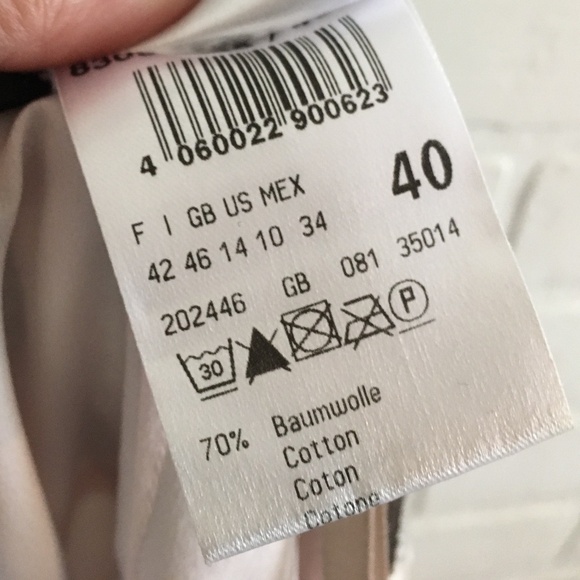 4 060022 900623
40
F I GB US MEX
42 46 14 10 34
202446 GB 081 35014
30 P
70% Baumwolle
Cotton
Coton
Cotone